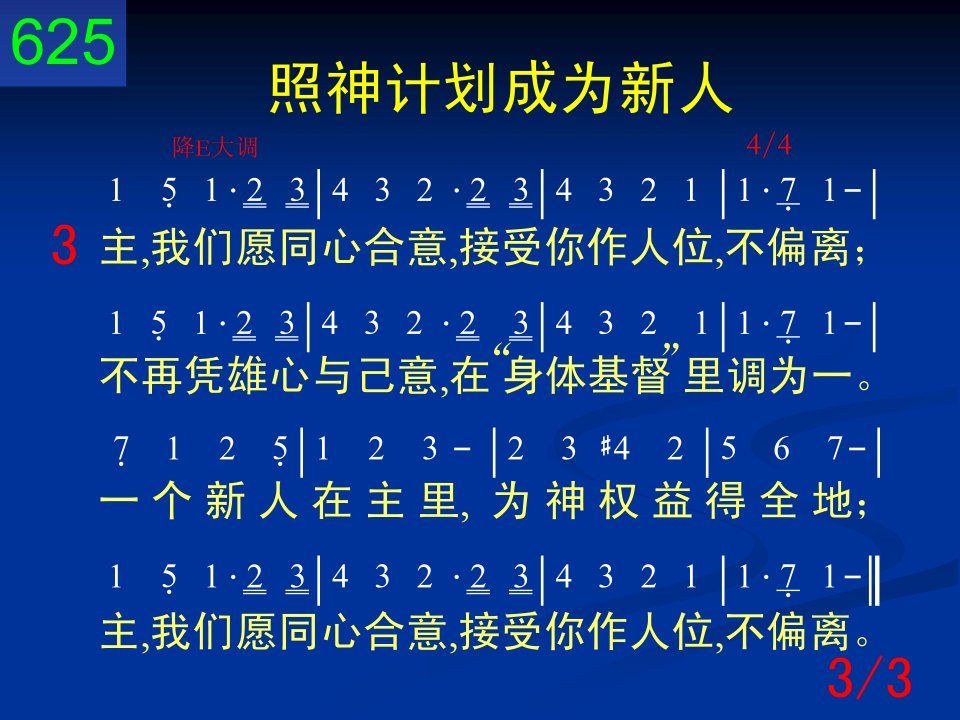 625
照神计划成为新人
降E大调 4/4
1 5̣ 1·2 3|4 3 2·2 3|4 3 2 1|1·7̣ 1-|
3 主,我们愿同心合意,接受你作人位,不偏离；
1 5̣ 1·2 3|4 3 2·2 3|4 3 2 1|1·7̣ 1-|
不再凭雄心与己意,在“身体基督”里调为一。
7̣ 1 2 5̣|1 2 3 -|2 3 #4 2|5 6 7-|
一个新人在主里, 为神权益得全地；
1 5̣ 1·2 3|4 3 2·2 3|4 3 2 1|1·7̣ 1-‖
主,我们愿同心合意,接受你作人位,不偏离。
3/3